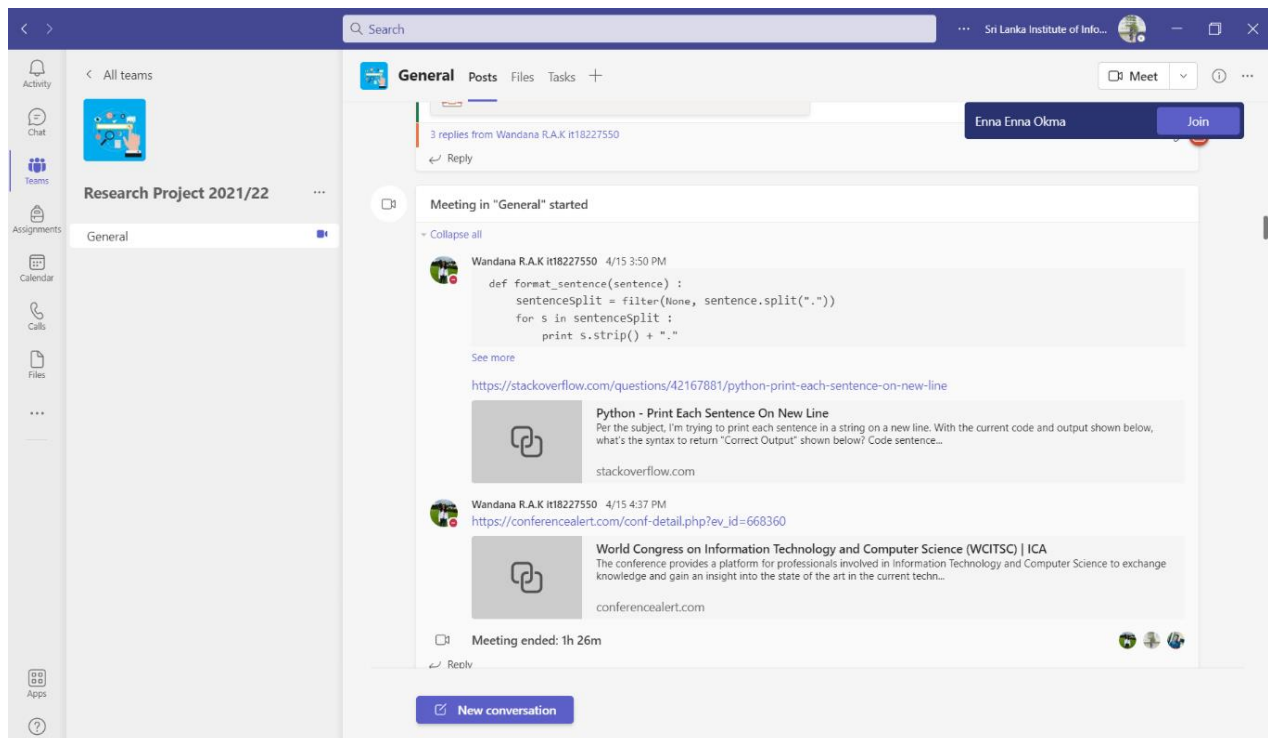 Search
Sri Lanka Institute of Info...
Activity
Chat
Teams
Assignments
Calendar
Calls
Files
Apps
All teams
Research Project 2021/22
General
General Posts Files Tasks
Meet
Enna Enna Okma Join
3 replies from Wandana R.A.K it18227550
Reply
Meeting in "General" started
Collapse all
Wandana R.A.K it18227550 4/15 3:50 PM
def format_sentence(sentence) :
sentenceSplit = filter(None, sentence.split("."))
for s in sentenceSplit :
print s.strip() + "."
See more
https://stackoverflow.com/questions/42167881/python-print-each-sentence-on-new-line
Python - Print Each Sentence On New Line
Per the subject, I'm trying to print each sentence in a string on a new line. With the current code and output shown below,
what's the syntax to return "Correct Output" shown below? Code sentence...
stackoverflow.com
Wandana R.A.K it18227550 4/15 4:37 PM
https://conferencealert.com/conf-detail.php?ev_id=668360
World Congress on Information Technology and Computer Science (WCITSC) | ICA
The conference provides a platform for professionals involved in Information Technology and Computer Science to exchange
knowledge and gain an insight into the state of the art in the current techn...
conferencealert.com
Meeting ended: 1h 26m
Reply
New conversation